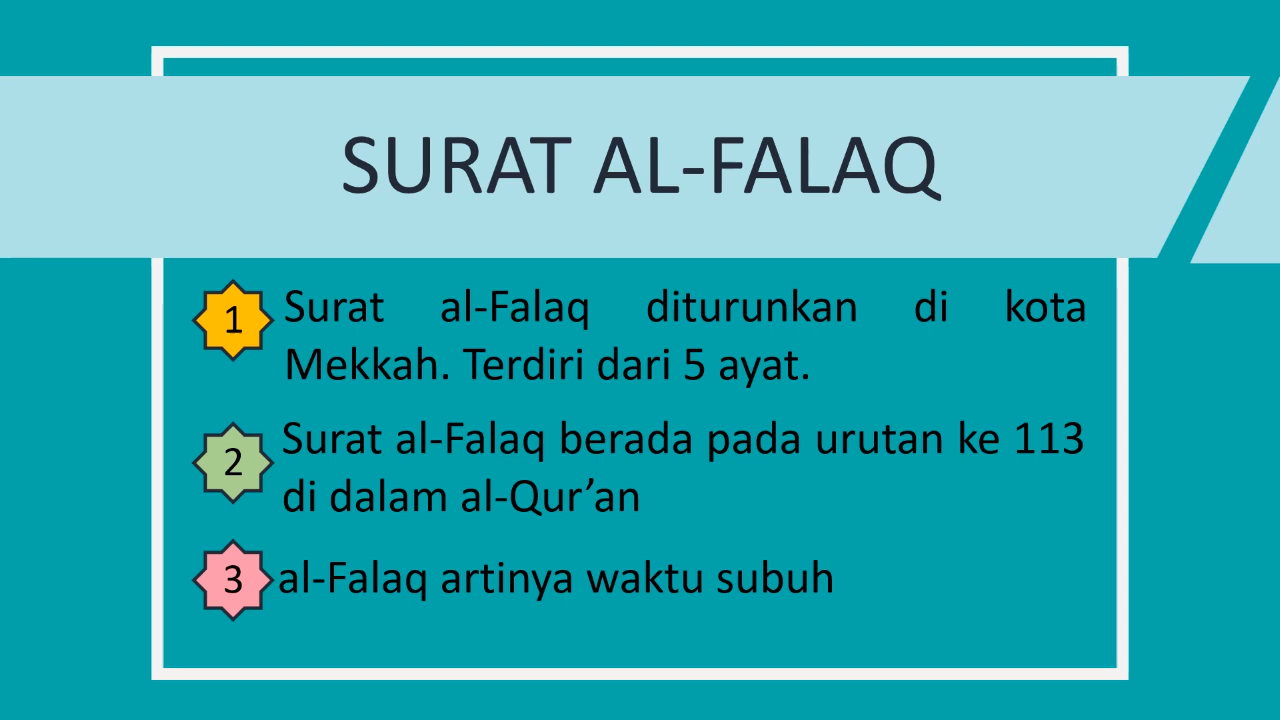 SURAT AL-FALAQ
1 Surat al-Falaq diturunkan di kota
Mekkah. Terdiri dari 5 ayat.
2 Surat al-Falaq berada pada urutan ke 113
di dalam al-Qur’an
3 al-Falaq artinya waktu subuh